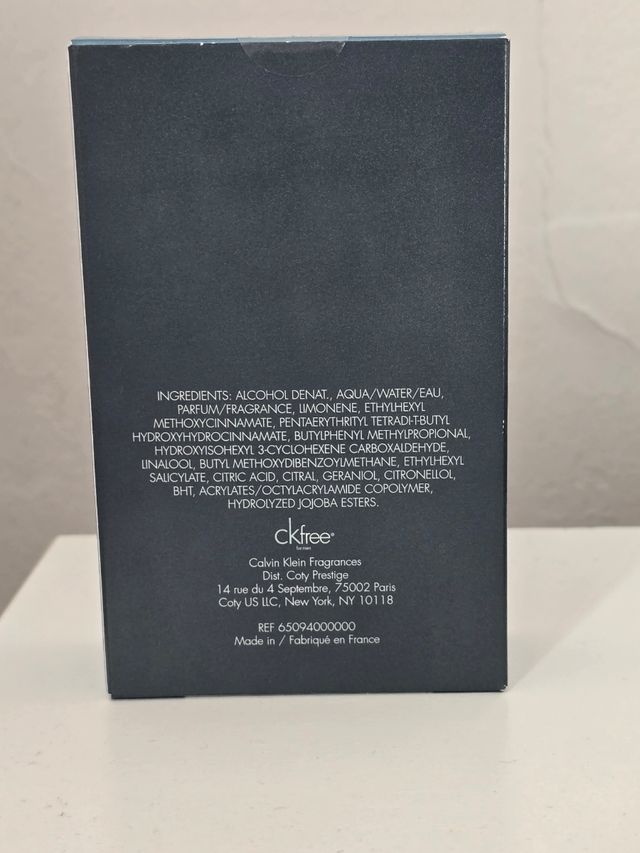 INGREDIENTS: ALCOHOL DENAT., AQUA/WATER/EAU,
PARFUM/FRAGRANCE, LIMONENE, ETHYLHEXYL
METHOXYCINNAMATE, PENTAERYTHRITYL TETRADI-T-BUTYL
HYDROXYHYDROCINNAMATE, BUTYLPHENYL METHYLPROPIONAL,
HYDROXYISOHEXYL 3-CYCLOHEXENE CARBOXALDEHYDE,
LINALOOL, BUTYL METHOXYDIBENZOYLMETHANE, ETHYLHEXYL
SALICYLATE, CITRIC ACID, CITRAL, GERANIOL, CITRONELLOL,
BHT, ACRYLATES/OCTYLACRYLAMIDE COPOLYMER,
HYDROLYZED JOJOBA ESTERS.
ckfree®
for men
Calvin Klein Fragrances
Dist. Coty Prestige
14 rue du 4 Septembre, 75002 Paris
Coty US LLC, New York, NY 10118
REF 65094000000
Made in / Fabriqué en France